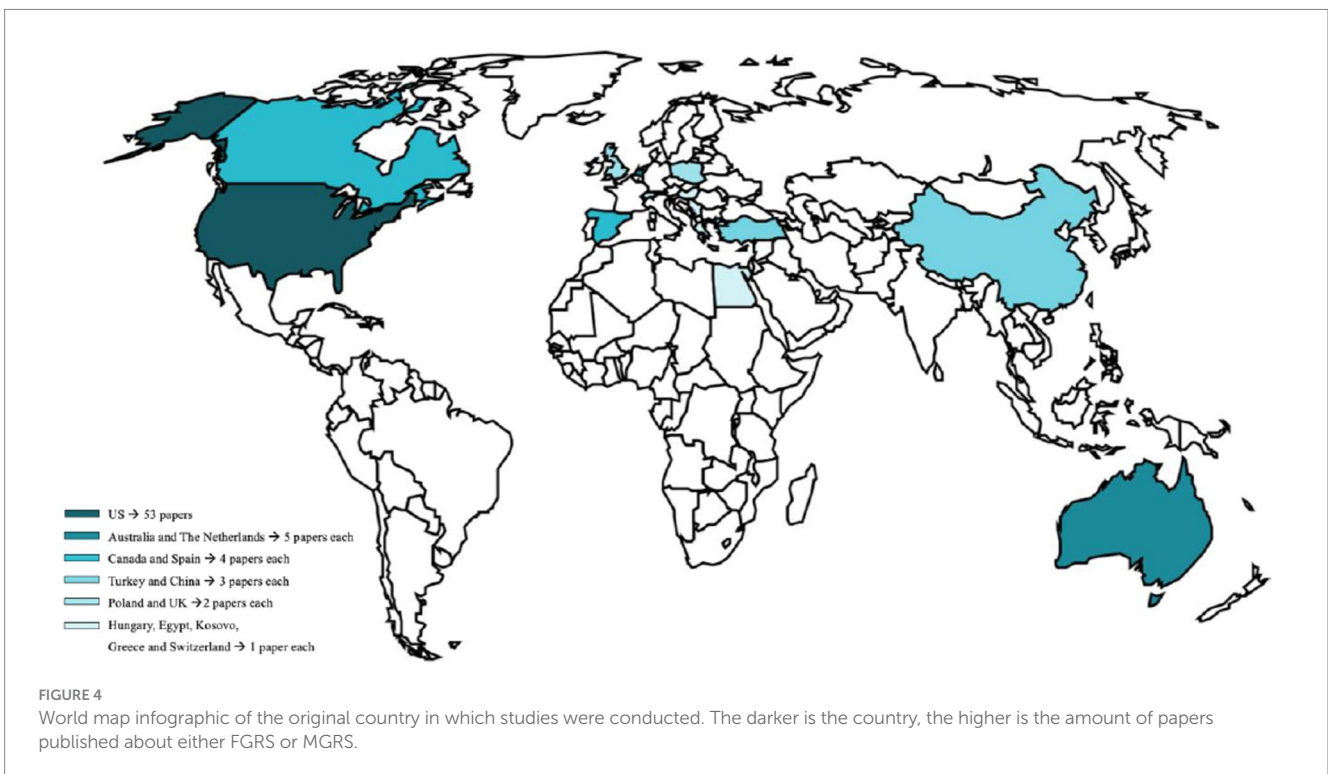 US → 53 papers
Australia and The Netherlands → 5 papers each
Canada and Spain → 4 papers each
Turkey and China → 3 papers each
Poland and UK →2 papers each
Hungary, Egypt, Kosovo,
Greece and Switzerland → 1 paper each
FIGURE 4
World map infographic of the original country in which studies were conducted. The darker is the country, the higher is the amount of papers
published about either FGRS or MGRS.